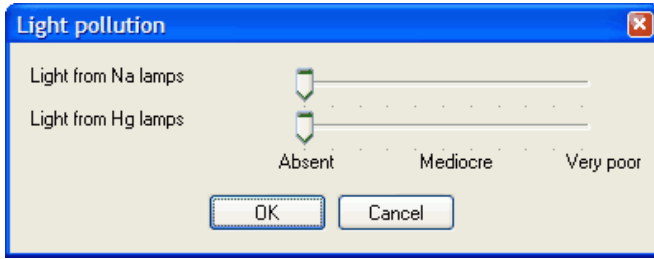 Light pollution
Light from Na lamps
Light from Hg lamps
Absent Mediocre Very poor
OK Cancel